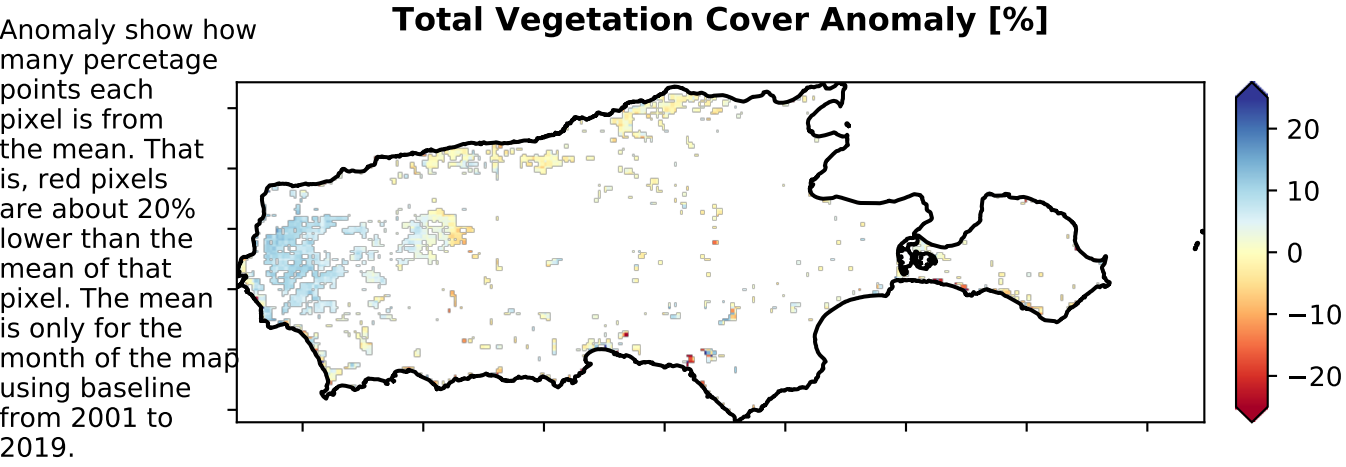 Total Vegetation Cover Anomaly [%]
Anomaly show how
many percetage
points each
pixel is from
the mean. That
is, red pixels
are about 20%
lower than the
mean of that
pixel. The mean
is only for the
month of the map
using baseline
from 2001 to
2019.
20
10
0
−10
−20